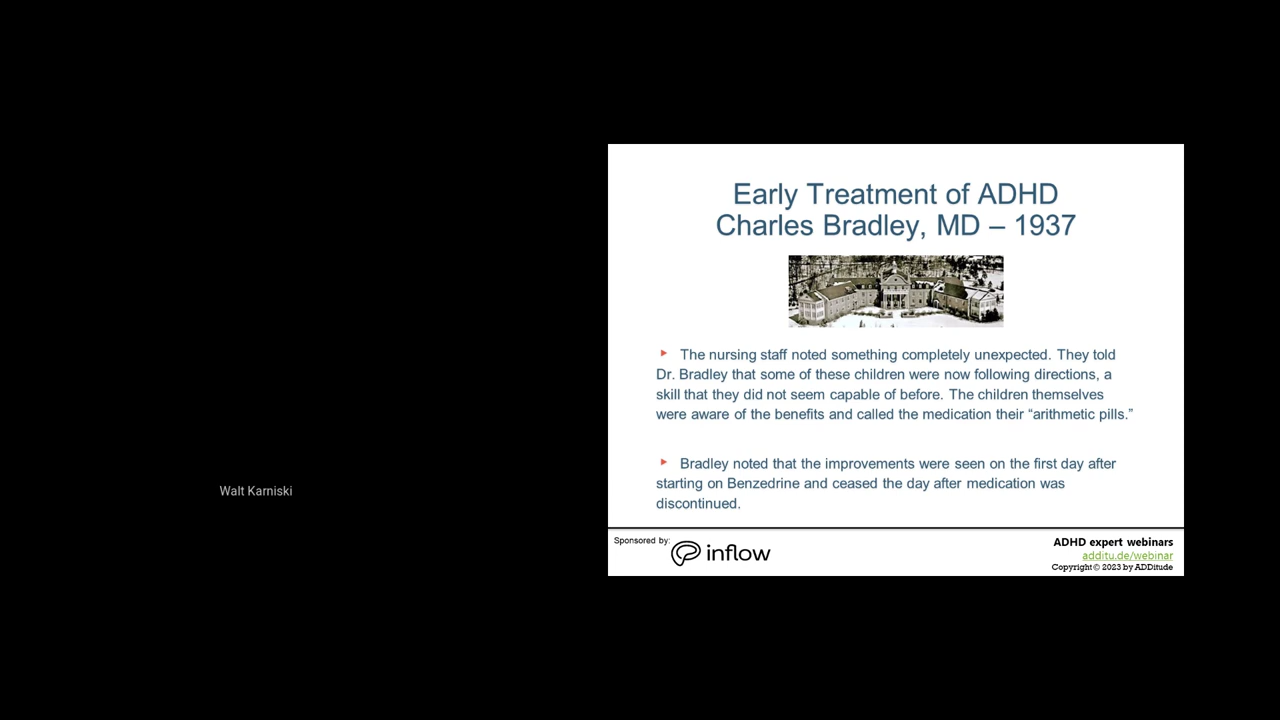 Walt Karniski
Early Treatment of ADHD
Charles Bradley, MD – 1937
The nursing staff noted something completely unexpected. They told
Dr. Bradley that some of these children were now following directions, a
skill that they did not seem capable of before. The children themselves
were aware of the benefits and called the medication their “arithmetic pills.”
Bradley noted that the improvements were seen on the first day after
starting on Benzedrine and ceased the day after medication was
discontinued.
Sponsored by:
inflow
ADHD expert webinars
additu.de/webinar
Copyright © 2023 by ADDitude